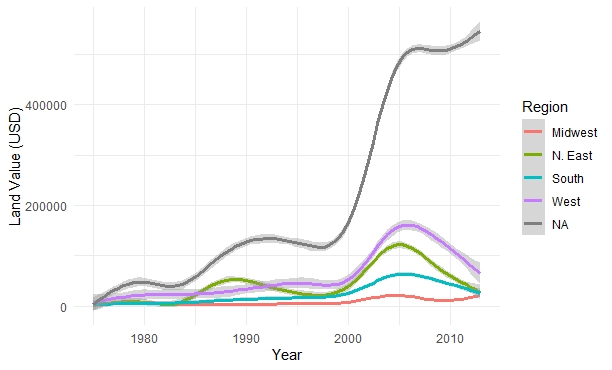 Land Value (USD)
400000
200000
0
1980
1990
2000
2010
Year
Region
Midwest
N. East
South
West
NA